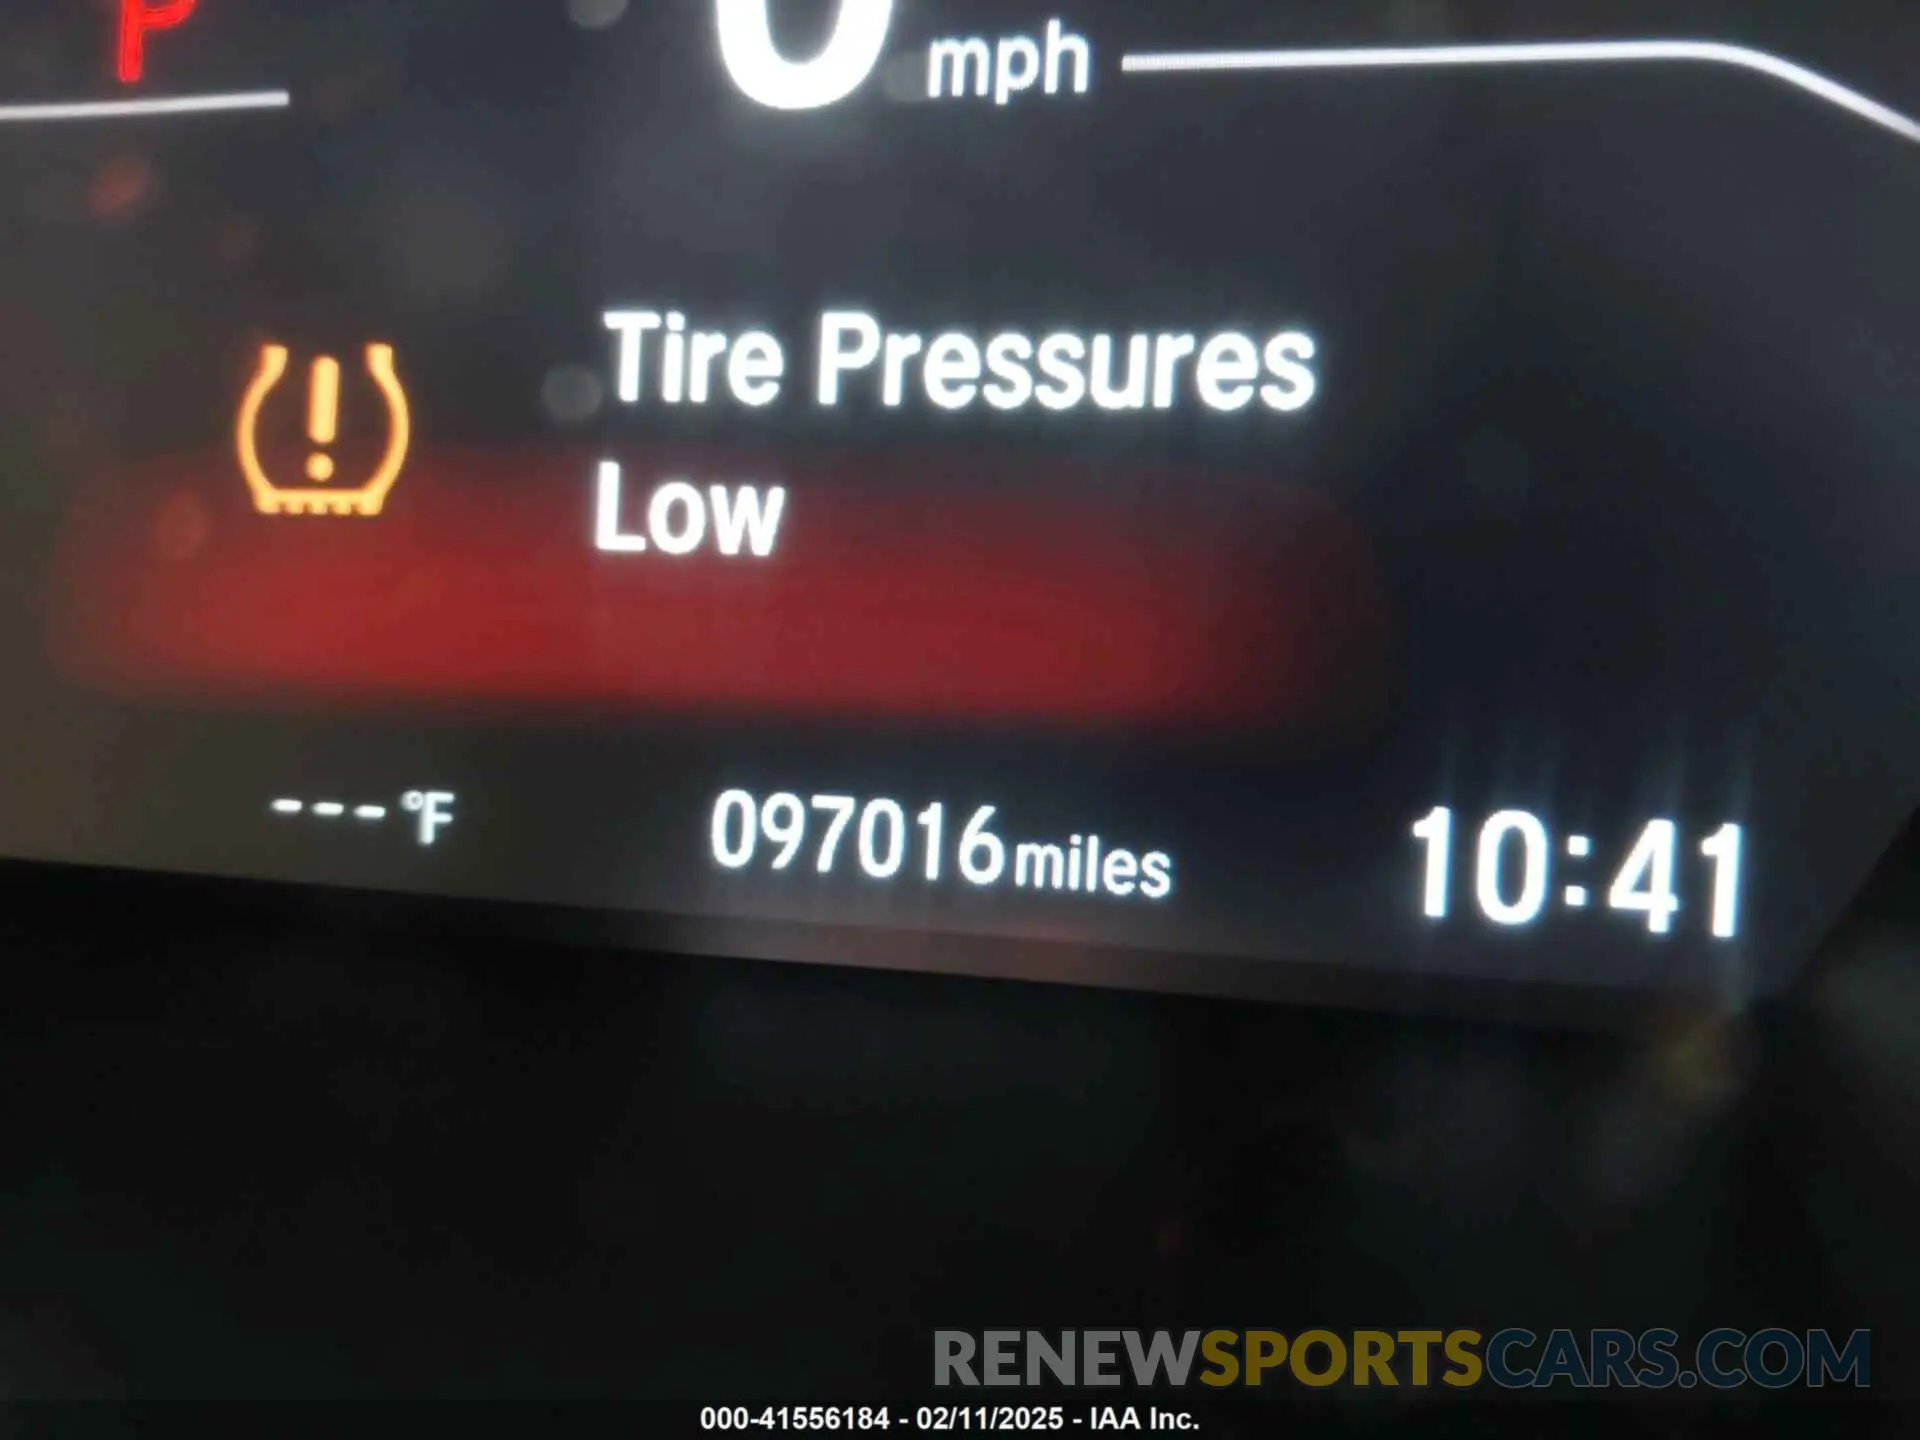 P
0 mph
Tire Pressures
Low
---°F 097016 miles 10:41
RENEWSPORTSCARS.COM
000-41556184 - 02/11/2025 - IAA Inc.